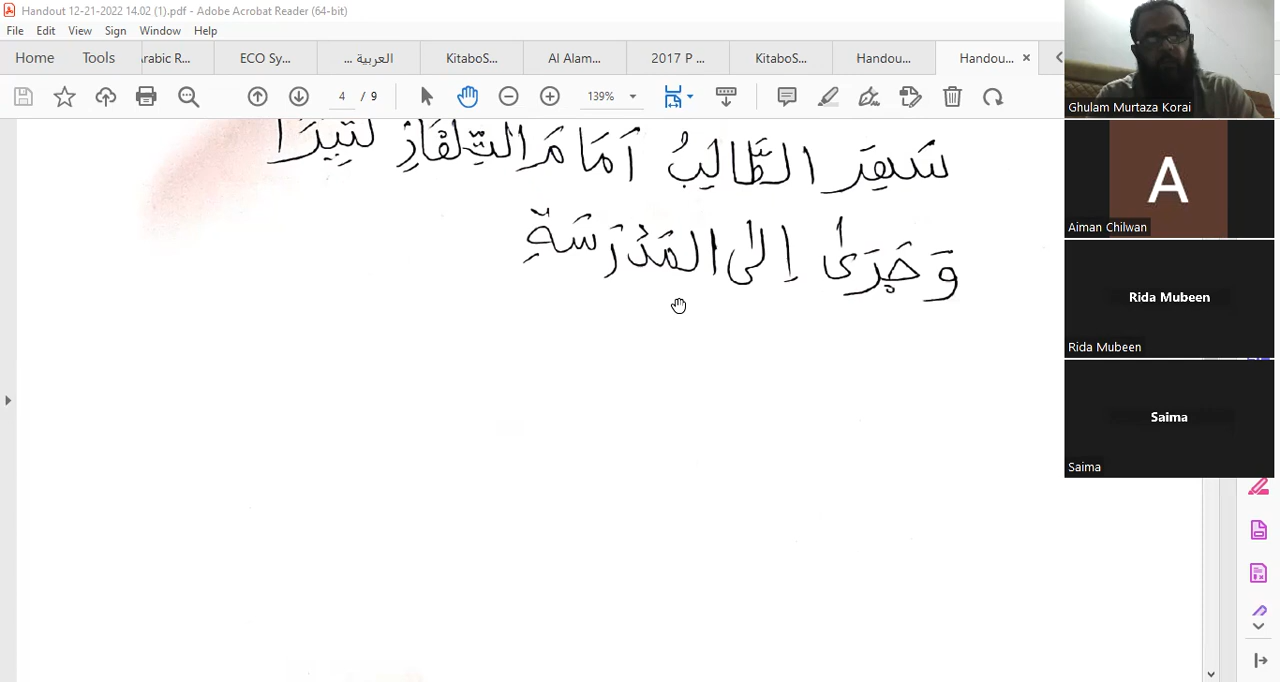 Handout 12-21-2022 14.02 (1).pdf - Adobe Acrobat Reader (64-bit)
File Edit View Sign Window Help
Home Tools Arabic R... ECO Sy... العربية ... KitaboS... Al Alam... 2017 P ... KitaboS... Handou... Handou... ×
4 / 9 139%
سَهِرَ الطَّالِبُ أَمَامَ التِّلْفَازِ كَثِيرًا
وَجَرَىٰ إِلَى الْمَدْرَسَةِ
Ghulam Murtaza Korai
A
Aiman Chilwan
Rida Mubeen
Rida Mubeen
Saima
Saima